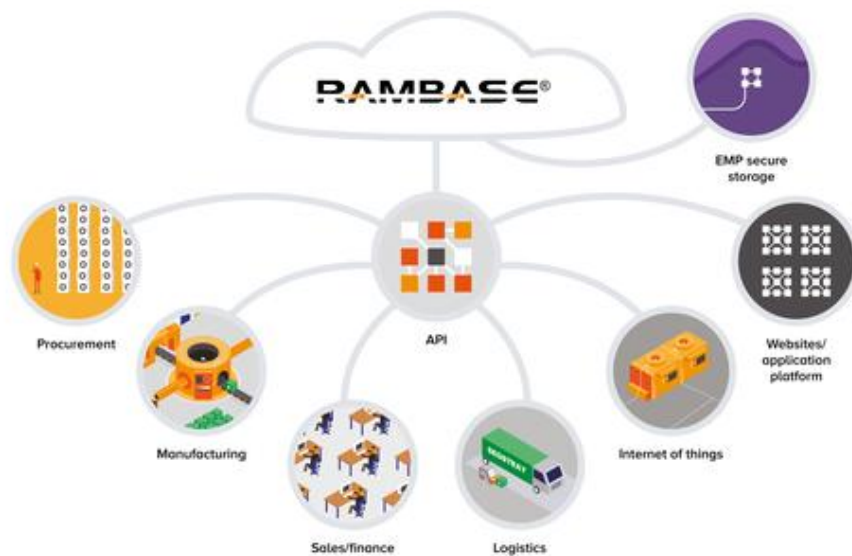 RAMBASE®
EMP secure
storage
API
Procurement
Websites/
application
platform
Manufacturing
Internet of things
Sales/finance
Logistics